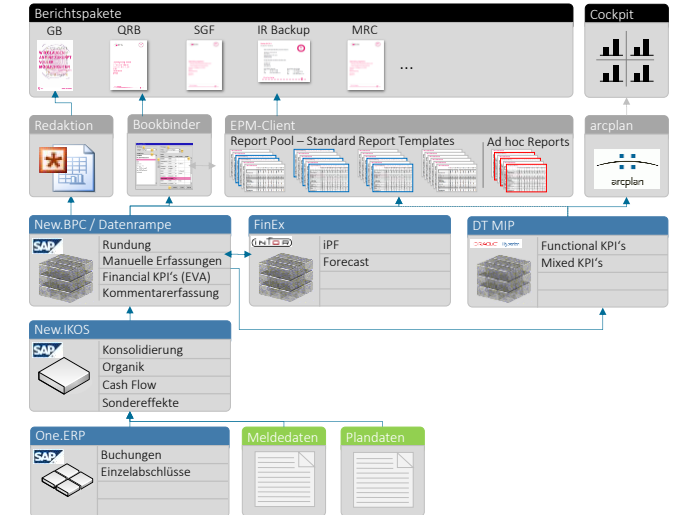 Berichtspakete
Cockpit
GB
QRB
SGF
IR Backup
MRC
...
Redaktion
Bookbinder
EPM-Client
arcplan
Report Pool – Standard Report Templates
Ad hoc Reports
arcplan
New.BPC / Datenrampe
FinEx
DT MIP
SAP
Rundung
Manuelle Erfassungen
Financial KPI's (EVA)
Kommentarerfassung
infor
iPF
Forecast
ORACLE Hyperion
Functional KPI's
Mixed KPI's
New.IKOS
SAP
Konsolidierung
Organik
Cash Flow
Sondereffekte
One.ERP
Meldedaten
Plandaten
SAP
Buchungen
Einzelabschlüsse